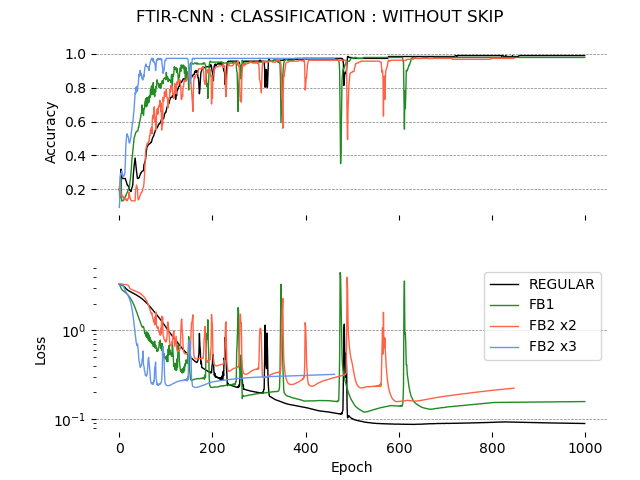 FTIR-CNN : CLASSIFICATION : WITHOUT SKIP
1.0
0.8
0.6
0.4
0.2
Accuracy
REGULAR
FB1
FB2 x2
FB2 x3
10⁰
10⁻¹
Loss
0 200 400 600 800 1000
Epoch